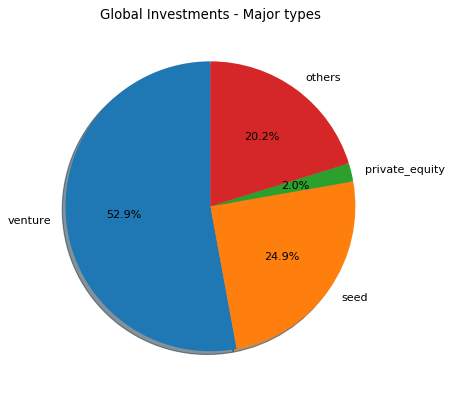 Global Investments - Major types
others
20.2%
private_equity
2.0%
venture
52.9%
24.9%
seed